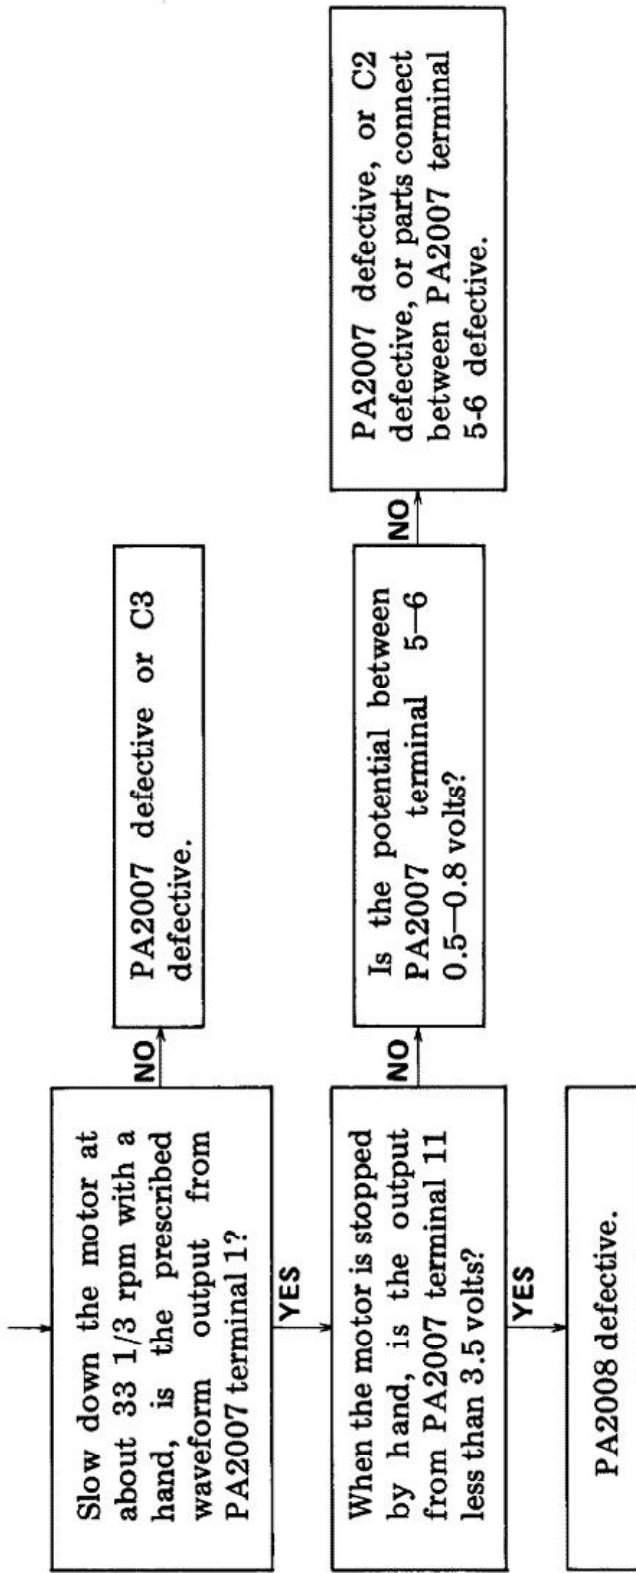 Slow down the motor at
about 33 1/3 rpm with a
hand, is the prescribed
waveform output from
PA2007 terminal 1?
NO
PA2007 defective or C3
defective.
YES
When the motor is stopped
by hand, is the output
from PA2007 terminal 11
less than 3.5 volts?
NO
Is the potential between
PA2007 terminal 5—6
0.5—0.8 volts?
NO
PA2007 defective, or C2
defective, or parts connect
between PA2007 terminal
5-6 defective.
YES
PA2008 defective.